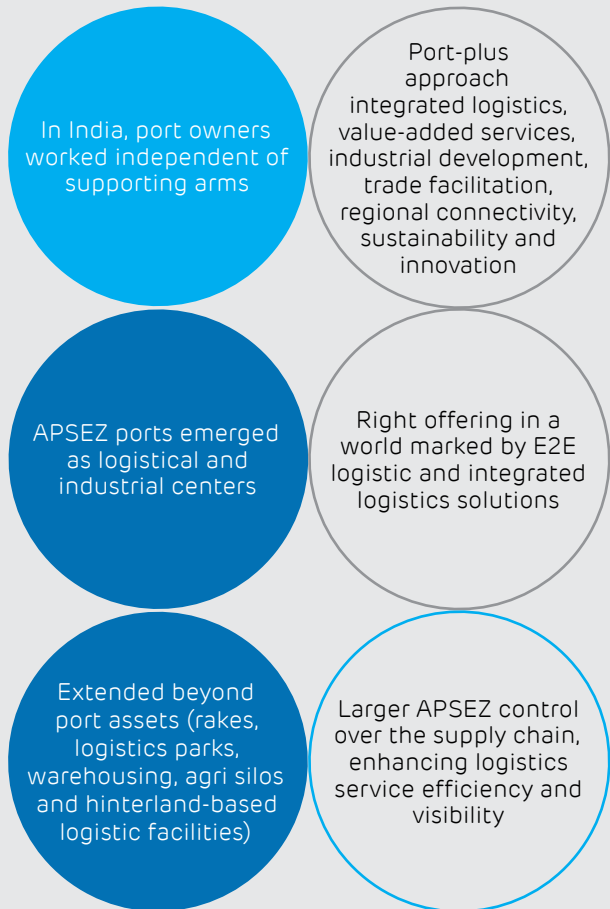 In India, port owners
worked independent of
supporting arms
Port-plus
approach
integrated logistics,
value-added services,
industrial development,
trade facilitation,
regional connectivity,
sustainability and
innovation
APSEZ ports emerged
as logistical and
industrial centers
Right offering in a
world marked by E2E
logistic and integrated
logistics solutions
Extended beyond
port assets (rakes,
logistics parks,
warehousing, agri silos
and hinterland-based
logistic facilities)
Larger APSEZ control
over the supply chain,
enhancing logistics
service efficiency and
visibility